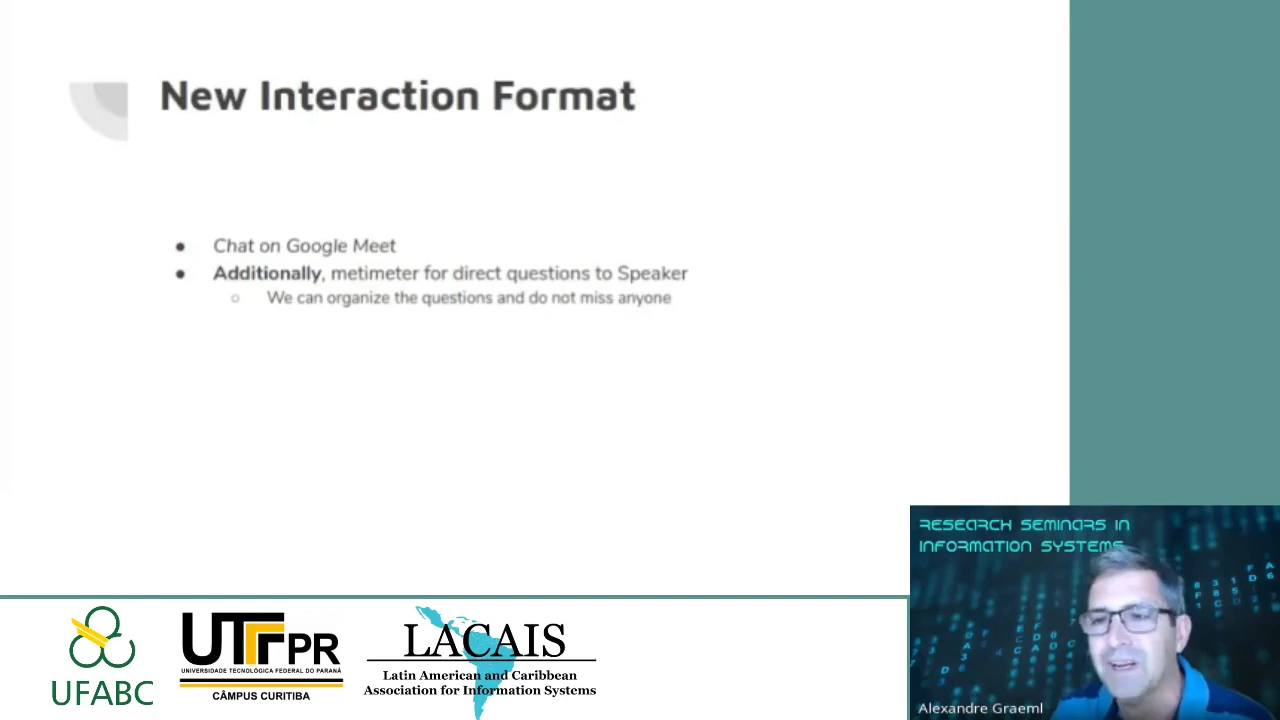 New Interaction Format
● Chat on Google Meet
● Additionally, metimeter for direct questions to Speaker
○ We can organize the questions and do not miss anyone
RESEARCH SEMINARS IN
INFORMATION SYSTEMS
Alexandre Graeml
UFABC
UTFPR
UNIVERSIDADE TECNOLÓGICA FEDERAL DO PARANÁ
CÂMPUS CURITIBA
LACAIS
Latin American and Caribbean
Association for Information Systems